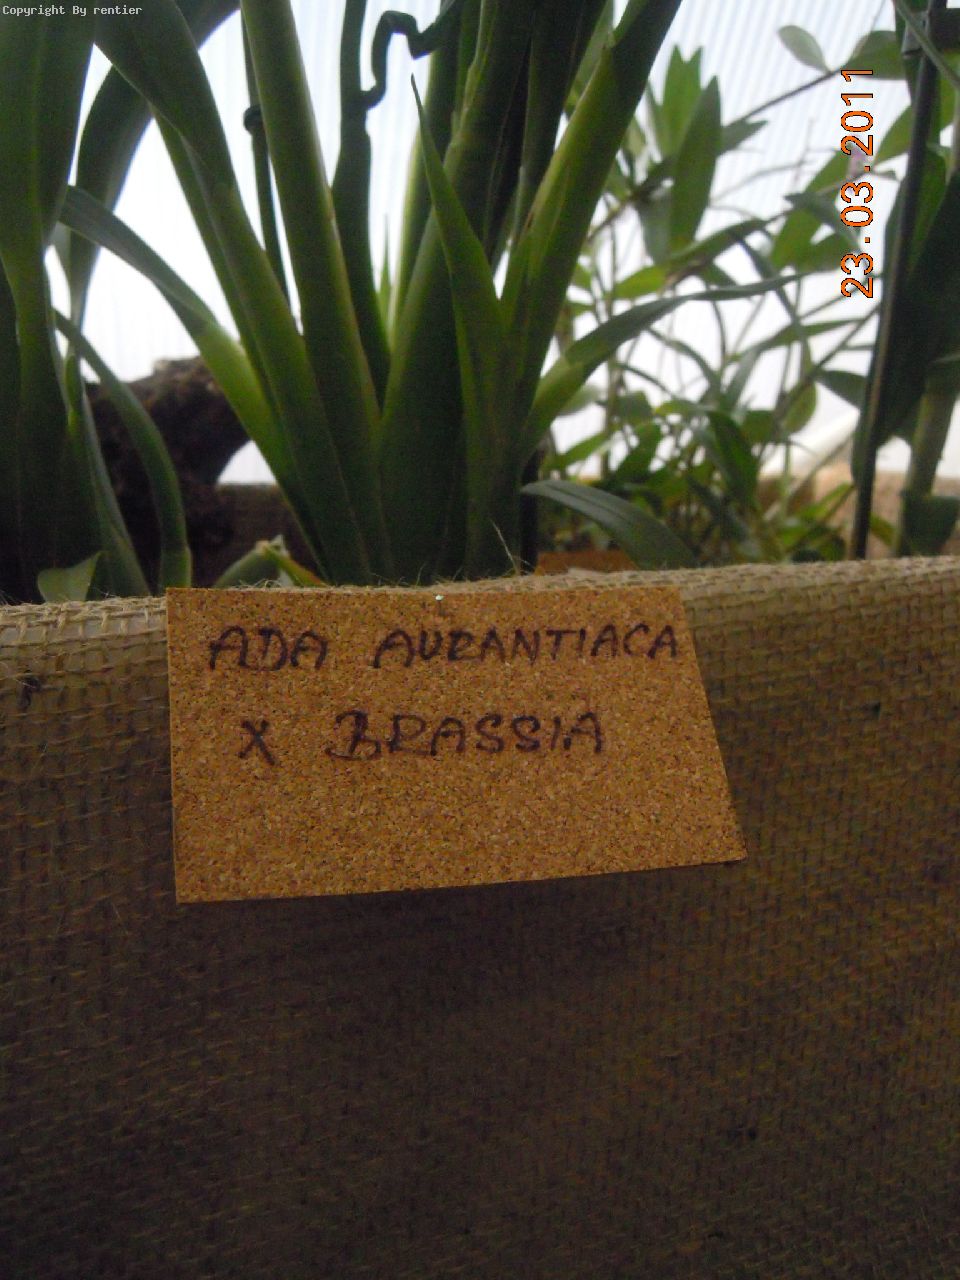 Copyright By rentier
23.03.2011
ADA AURANTIACA
X BRASSIA